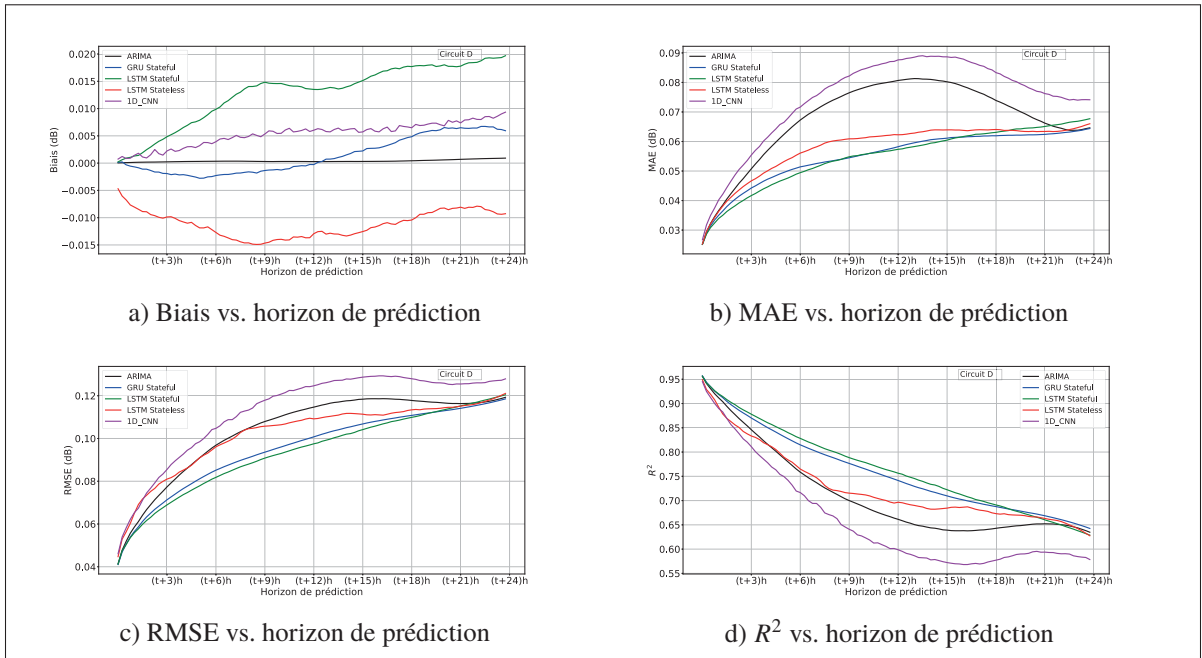 Circuit D
ARIMA
GRU Stateful
LSTM Stateful
LSTM Stateless
1D_CNN
0.020
0.015
0.010
0.005
0.000
−0.005
−0.010
−0.015
Biais (dB)
(t+3)h (t+6)h (t+9)h (t+12)h (t+15)h (t+18)h (t+21)h (t+24)h
Horizon de prédiction
a) Biais vs. horizon de prédiction
Circuit D
ARIMA
GRU Stateful
LSTM Stateful
LSTM Stateless
1D_CNN
0.09
0.08
0.07
0.06
0.05
0.04
0.03
MAE (dB)
(t+3)h (t+6)h (t+9)h (t+12)h (t+15)h (t+18)h (t+21)h (t+24)h
Horizon de prédiction
b) MAE vs. horizon de prédiction
Circuit D
ARIMA
GRU Stateful
LSTM Stateful
LSTM Stateless
1D_CNN
0.12
0.10
0.08
0.06
0.04
RMSE (dB)
(t+3)h (t+6)h (t+9)h (t+12)h (t+15)h (t+18)h (t+21)h (t+24)h
Horizon de prédiction
c) RMSE vs. horizon de prédiction
Circuit D
ARIMA
GRU Stateful
LSTM Stateful
LSTM Stateless
1D_CNN
0.95
0.90
0.85
0.80
0.75
0.70
0.65
0.60
0.55
R²
(t+3)h (t+6)h (t+9)h (t+12)h (t+15)h (t+18)h (t+21)h (t+24)h
Horizon de prédiction
d) R² vs. horizon de prédiction